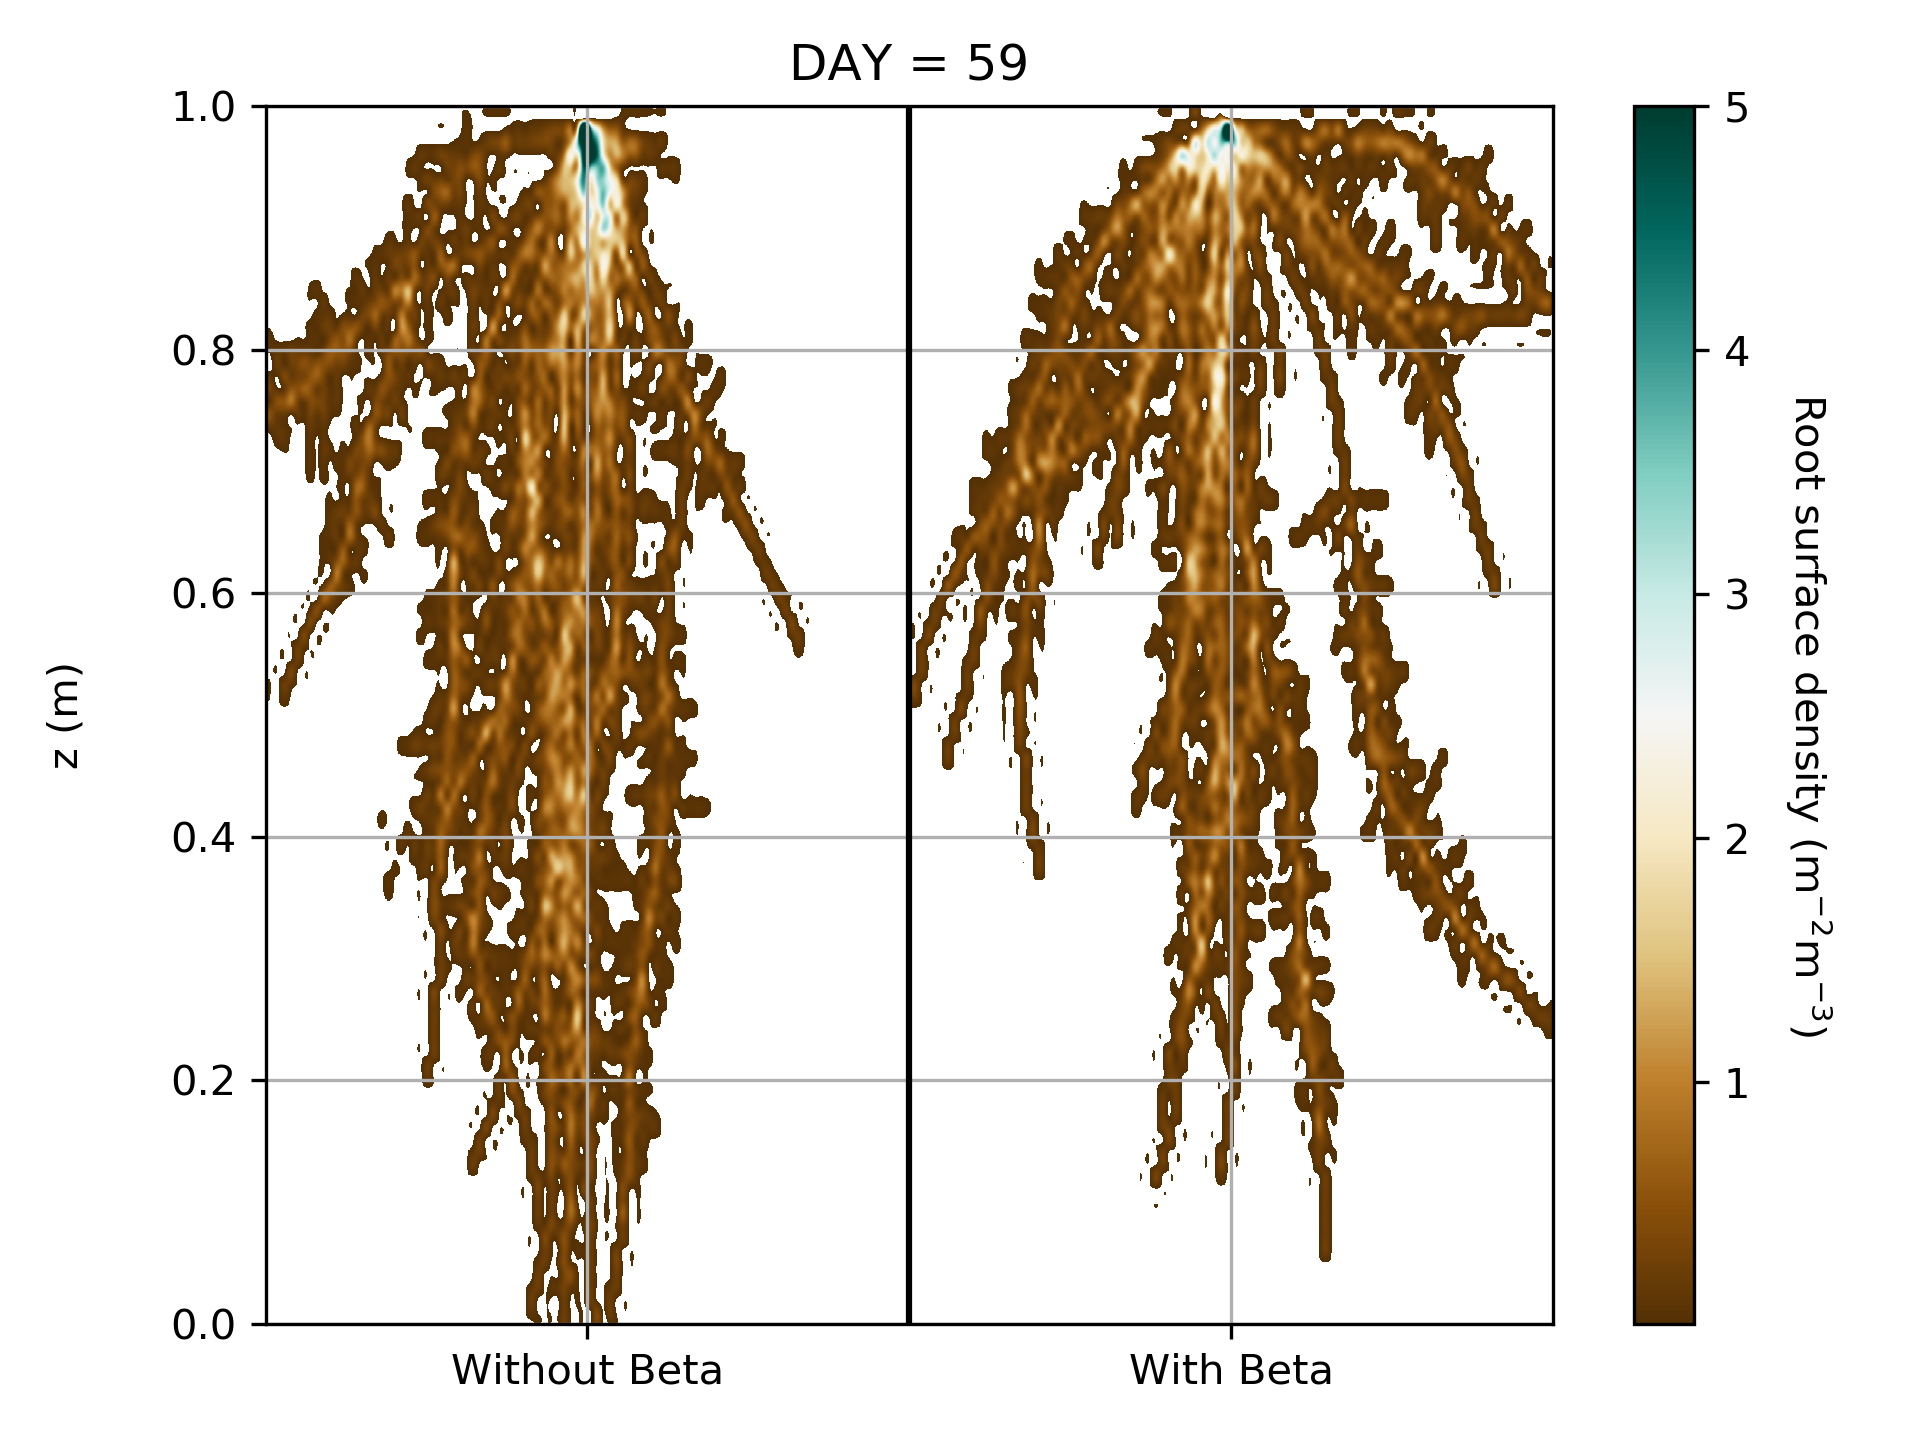 DAY = 59
1.0
0.8
0.6
0.4
0.2
0.0
z (m)
Without Beta
With Beta
5
4
3
2
1
Root surface density (m⁻²m⁻³)